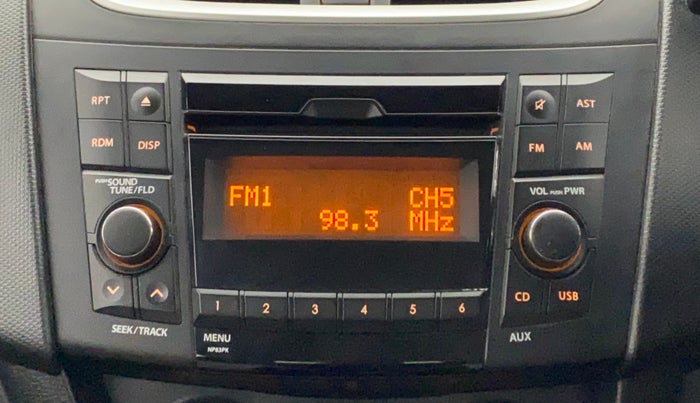 RPT
AST
RDM DISP
FM AM
PUSH SOUND
TUNE/FLD
VOL PUSH PWR
FM1 CH5
98.3 MHz
CD USB
1 2 3 4 5 6
SEEK/TRACK
MENU
AUX
NP83PK